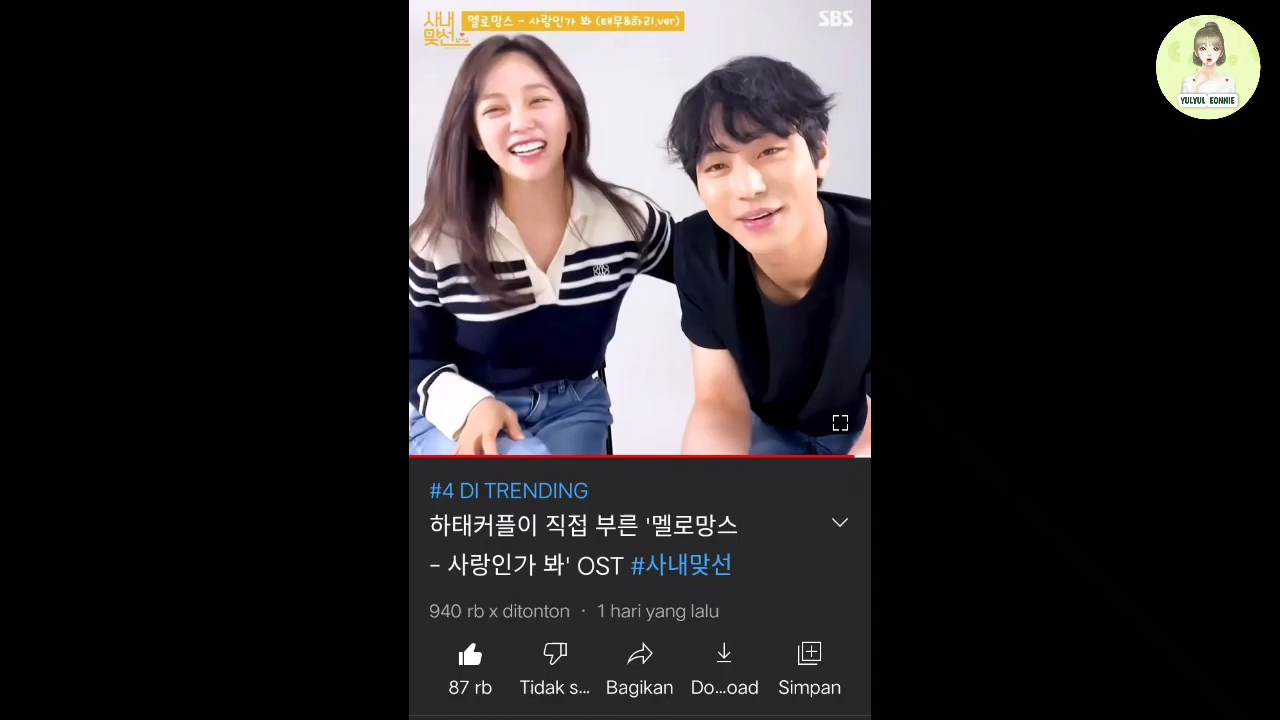 사내
맞선
멜로망스 - 사랑인가 봐 (태무&하리.ver)
SBS
YULYUL EONNIE
#4 DI TRENDING
하태커플이 직접 부른 '멜로망스
- 사랑인가 봐' OST #사내맞선
940 rb x ditonton · 1 hari yang lalu
87 rb
Tidak s...
Bagikan
Do...oad
Simpan